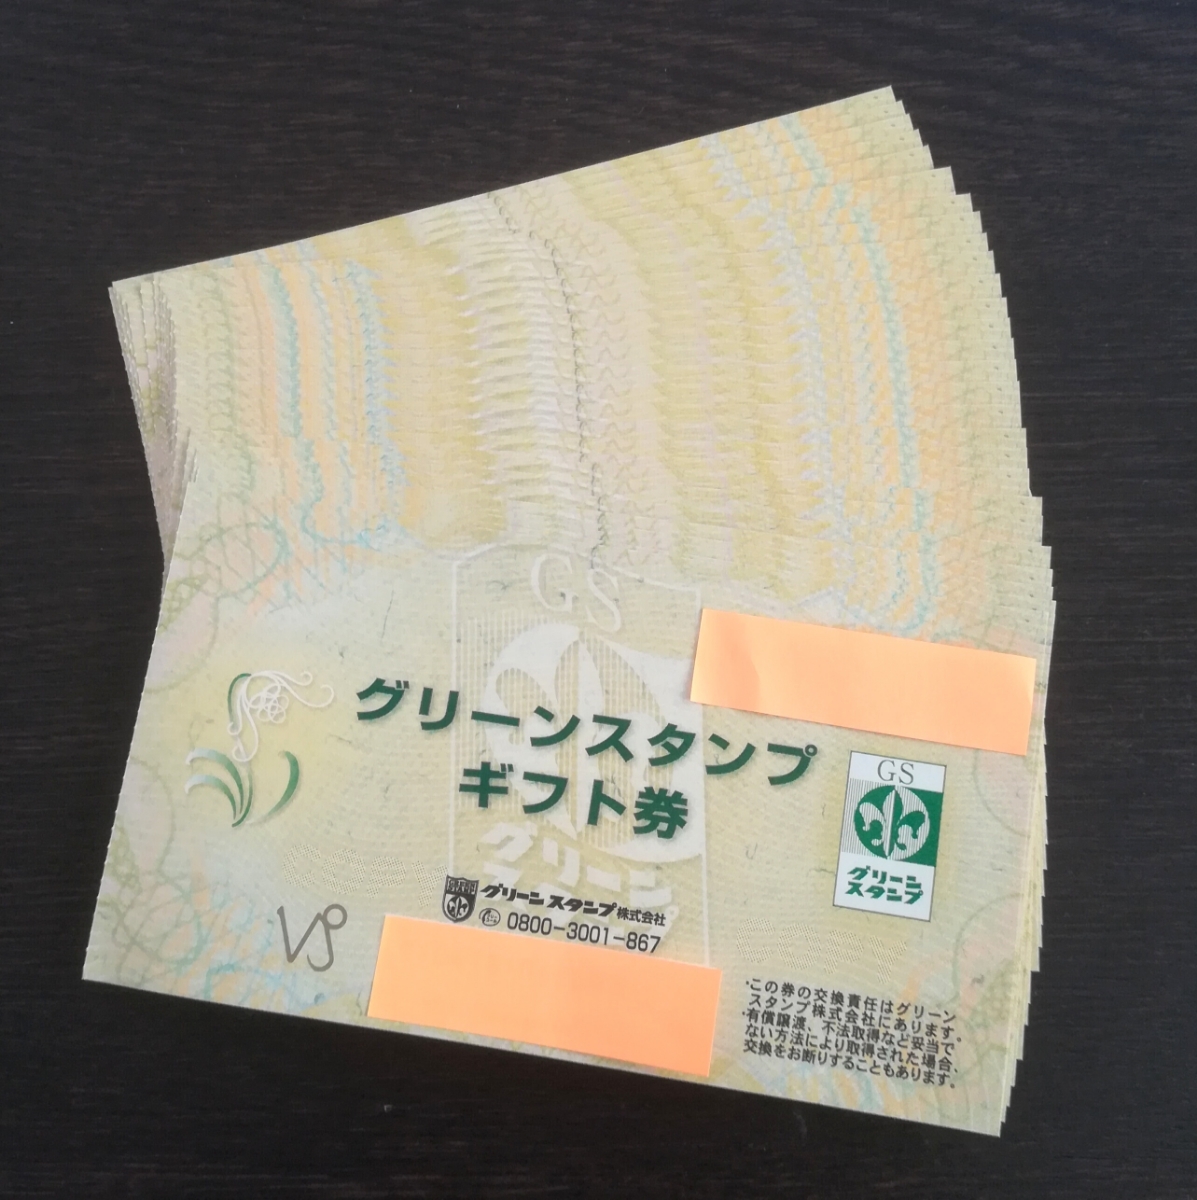 GS
グリーンスタンプ
ギフト券
GS
グリーン
スタンプ
グリーン
グリーンスタンプ株式会社
0800-3001-867
・この券の交換責任はグリーン
スタンプ株式会社にあります。
・有償譲渡、不法取得など妥当で
ない方法により取得された場合、
交換をお断りすることもあります。